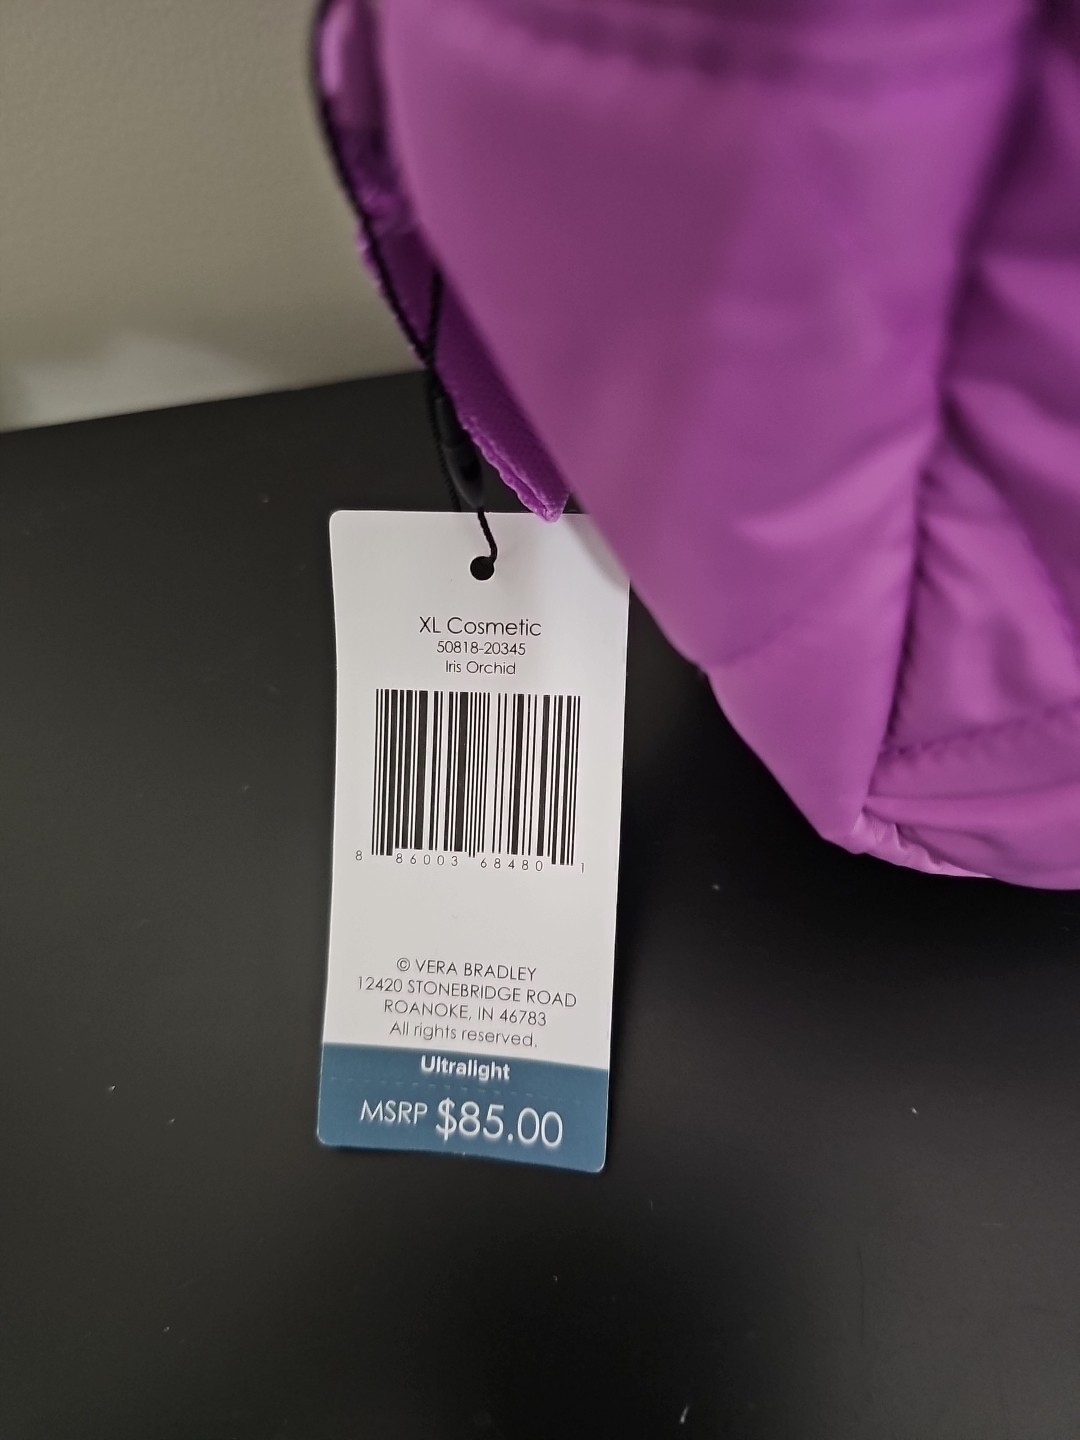 XL Cosmetic
50818-20345
Iris Orchid
8 86003 68480 1
© VERA BRADLEY
12420 STONEBRIDGE ROAD
ROANOKE, IN 46783
All rights reserved.
Ultralight
MSRP $85.00